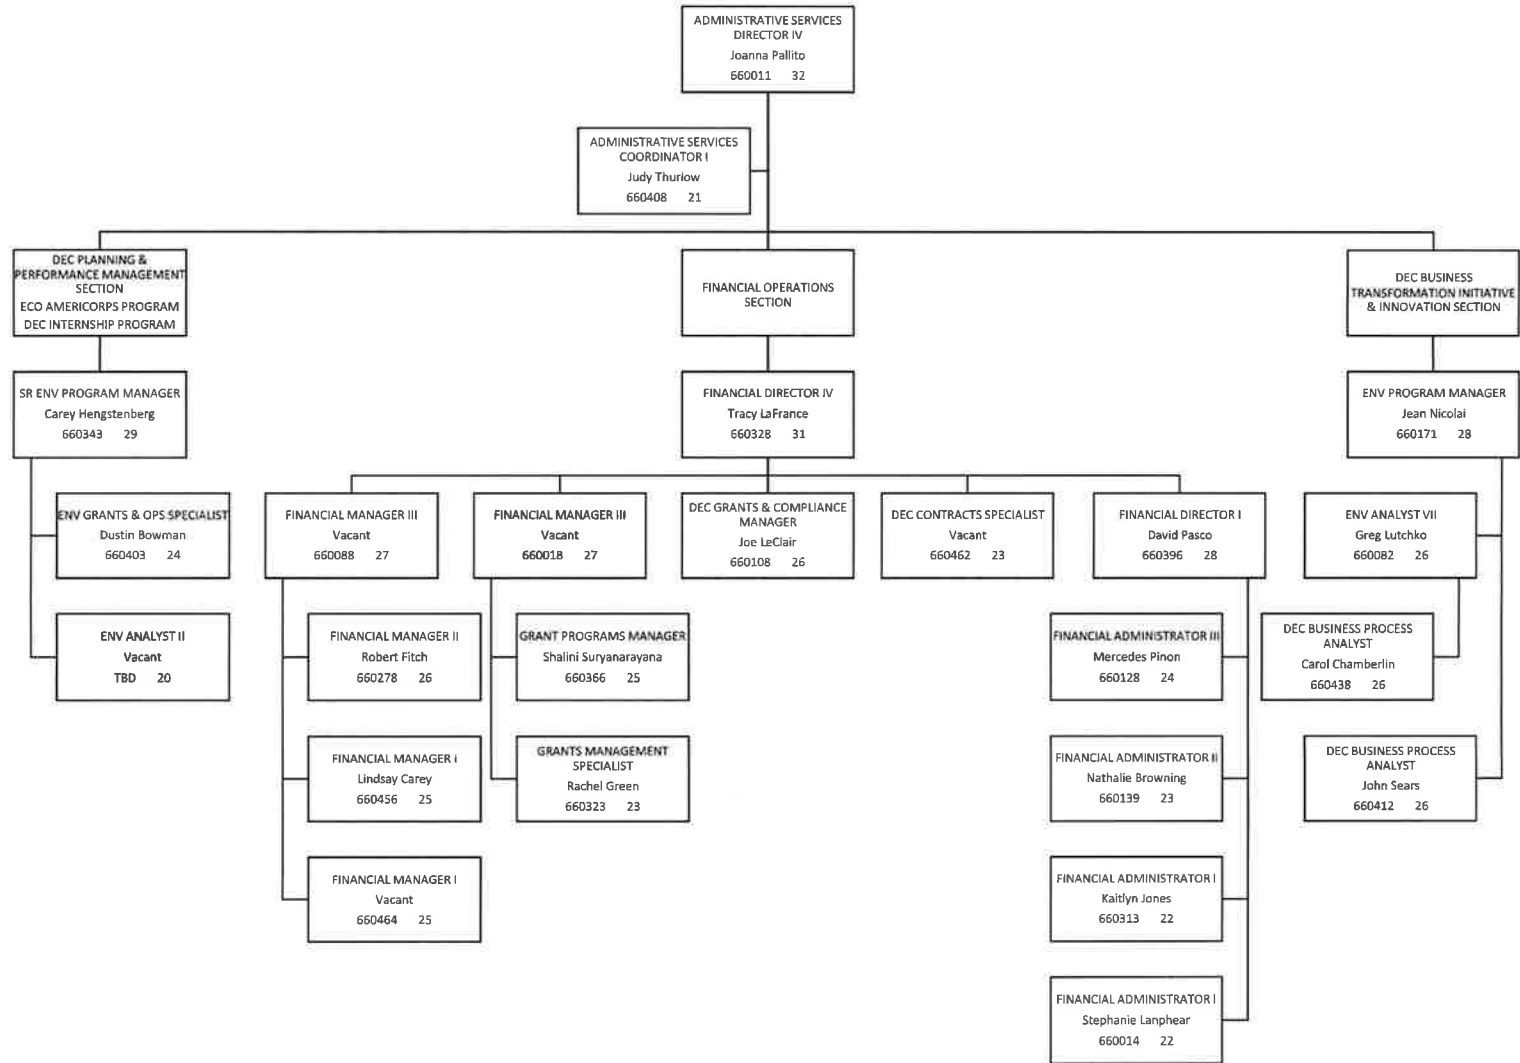 ADMINISTRATIVE SERVICES
DIRECTOR IV
Joanna Pallito
660011 32
ADMINISTRATIVE SERVICES
COORDINATOR I
Judy Thurlow
660408 21
DEC PLANNING &
PERFORMANCE MANAGEMENT
SECTION
ECO AMERICORPS PROGRAM
DEC INTERNSHIP PROGRAM
FINANCIAL OPERATIONS
SECTION
DEC BUSINESS
TRANSFORMATION INITIATIVE
& INNOVATION SECTION
SR ENV PROGRAM MANAGER
Carey Hengstenberg
660343 29
FINANCIAL DIRECTOR IV
Tracy LaFrance
660328 31
ENV PROGRAM MANAGER
Jean Nicolai
660171 28
ENV GRANTS & OPS SPECIALIST
Dustin Bowman
660403 24
FINANCIAL MANAGER III
Vacant
660088 27
FINANCIAL MANAGER III
Vacant
660018 27
DEC GRANTS & COMPLIANCE
MANAGER
Joe LeClair
660108 26
DEC CONTRACTS SPECIALIST
Vacant
660462 23
FINANCIAL DIRECTOR I
David Pasco
660396 28
ENV ANALYST VII
Greg Lutchko
660082 26
ENV ANALYST II
Vacant
TBD 20
FINANCIAL MANAGER II
Robert Fitch
660278 26
GRANT PROGRAMS MANAGER
Shalini Suryanarayana
660366 25
FINANCIAL ADMINISTRATOR III
Mercedes Pinon
660128 24
DEC BUSINESS PROCESS
ANALYST
Carol Chamberlin
660438 26
FINANCIAL MANAGER I
Lindsay Carey
660456 25
GRANTS MANAGEMENT
SPECIALIST
Rachel Green
660323 23
FINANCIAL ADMINISTRATOR II
Nathalie Browning
660139 23
DEC BUSINESS PROCESS
ANALYST
John Sears
660412 26
FINANCIAL MANAGER I
Vacant
660464 25
FINANCIAL ADMINISTRATOR I
Kaitlyn Jones
660313 22
FINANCIAL ADMINISTRATOR I
Stephanie Lanphear
660014 22